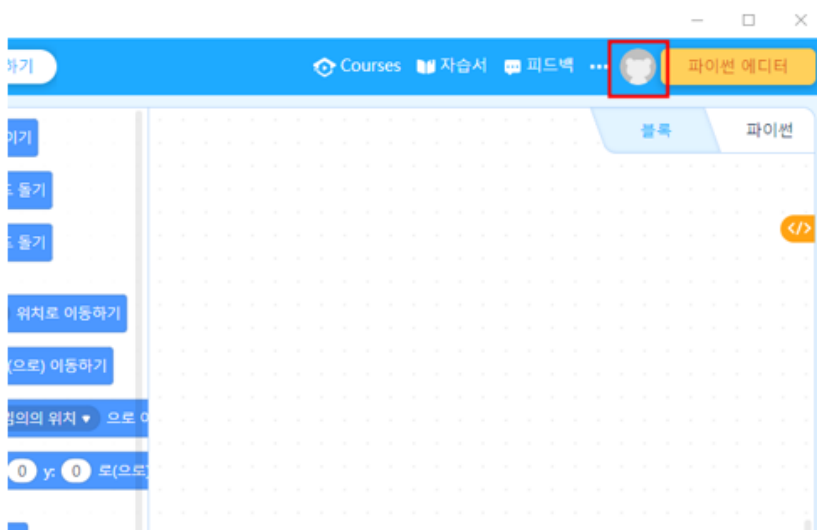 하기 Courses 자습서 피드백 ••• 파이썬 에디터
블록 파이썬
이기
돌기
</>
돌기
위치로 이동하기
(으로) 이동하기
임의의 위치 ▼ 으로 이
0 y: 0 로(으로)